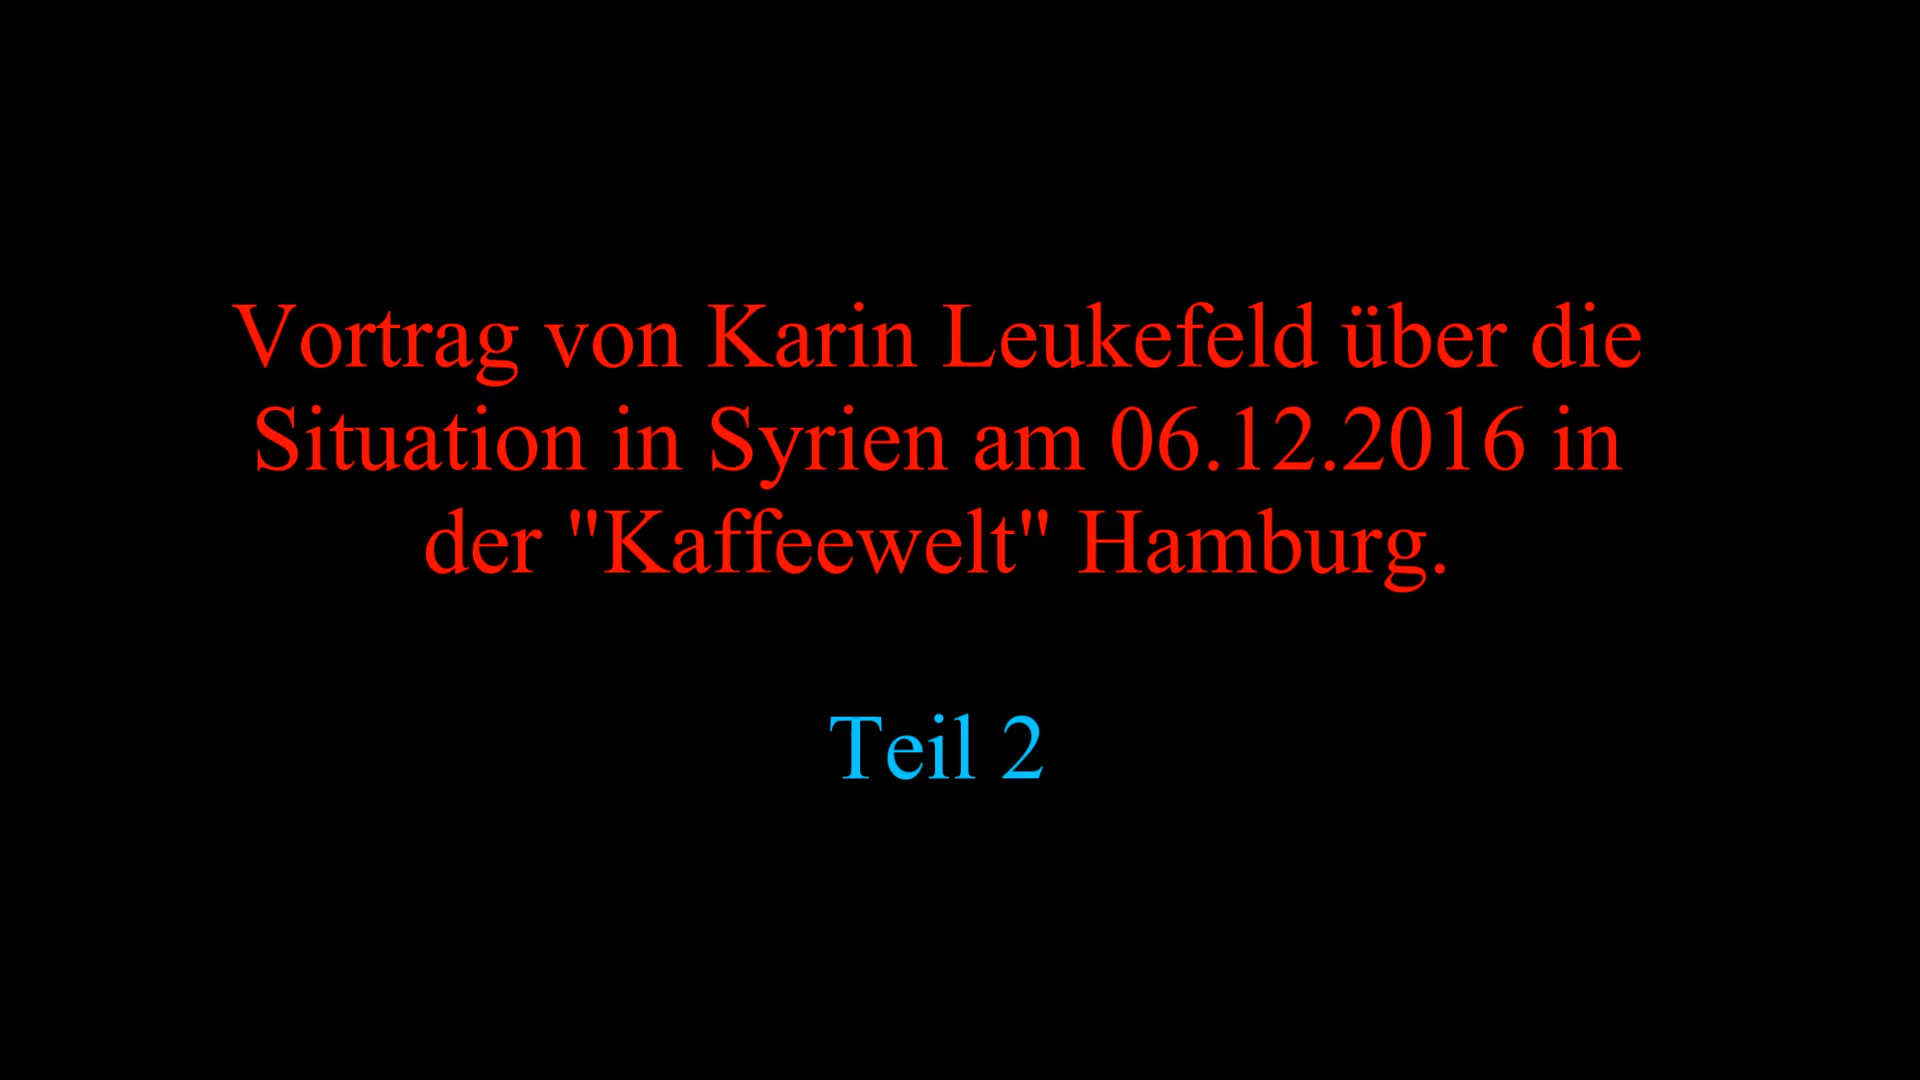 Vortrag von Karin Leukefeld über die
Situation in Syrien am 06.12.2016 in
der "Kaffeewelt" Hamburg.
Teil 2